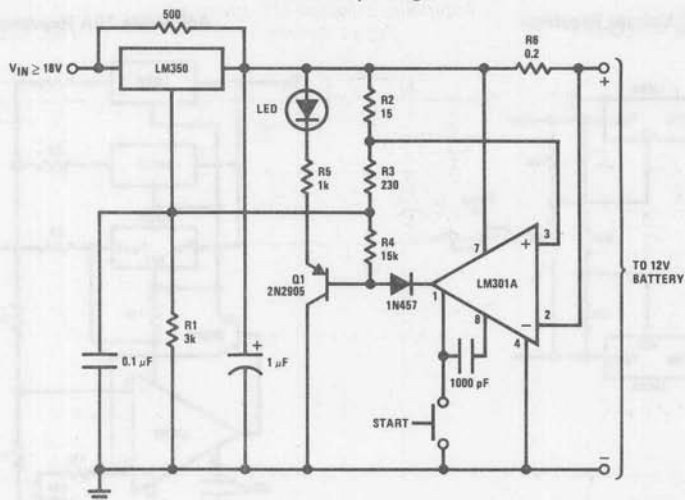 500
V_IN ≥ 18V
LM350
R6
0.2
+
LED
R2
15
R5
1k
R3
230
R4
15k
7
+
3
LM301A
TO 12V
BATTERY
Q1
2N2905
1N457
1
8
4
−
2
R1
3k
0.1 μF
+
1 μF
1000 pF
START
−